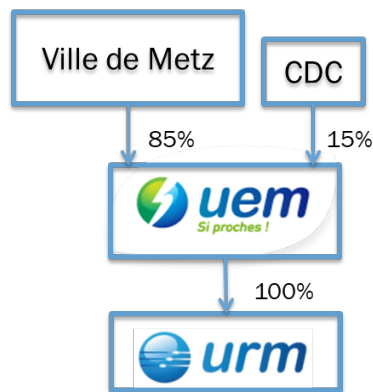 Ville de Metz
CDC
85%
15%
uem
Si proches !
100%
urm